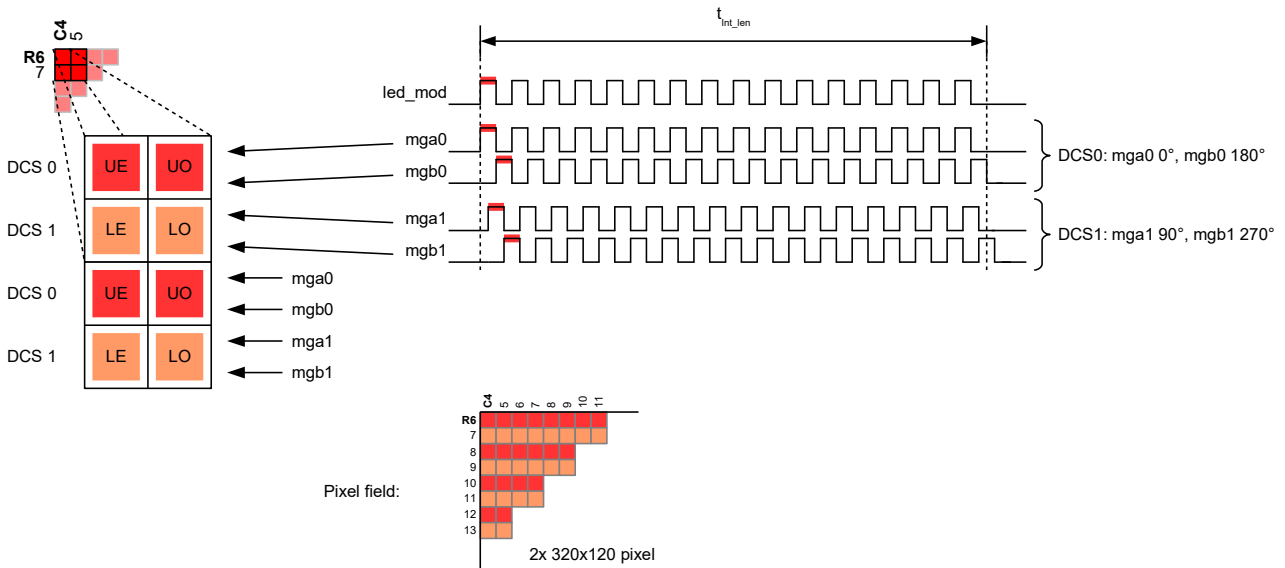 t Int_len
C4
5
R6
7
led_mod
mga0
mgb0
DCS0: mga0 0°, mgb0 180°
mga1
mgb1
DCS1: mga1 90°, mgb1 270°
DCS 0
UE UO
DCS 1
LE LO
DCS 0
UE UO
mga0
mgb0
DCS 1
LE LO
mga1
mgb1
C4 5 6 7 8 9 10 11
R6
7
8
9
10
11
12
13
Pixel field:
2x 320x120 pixel